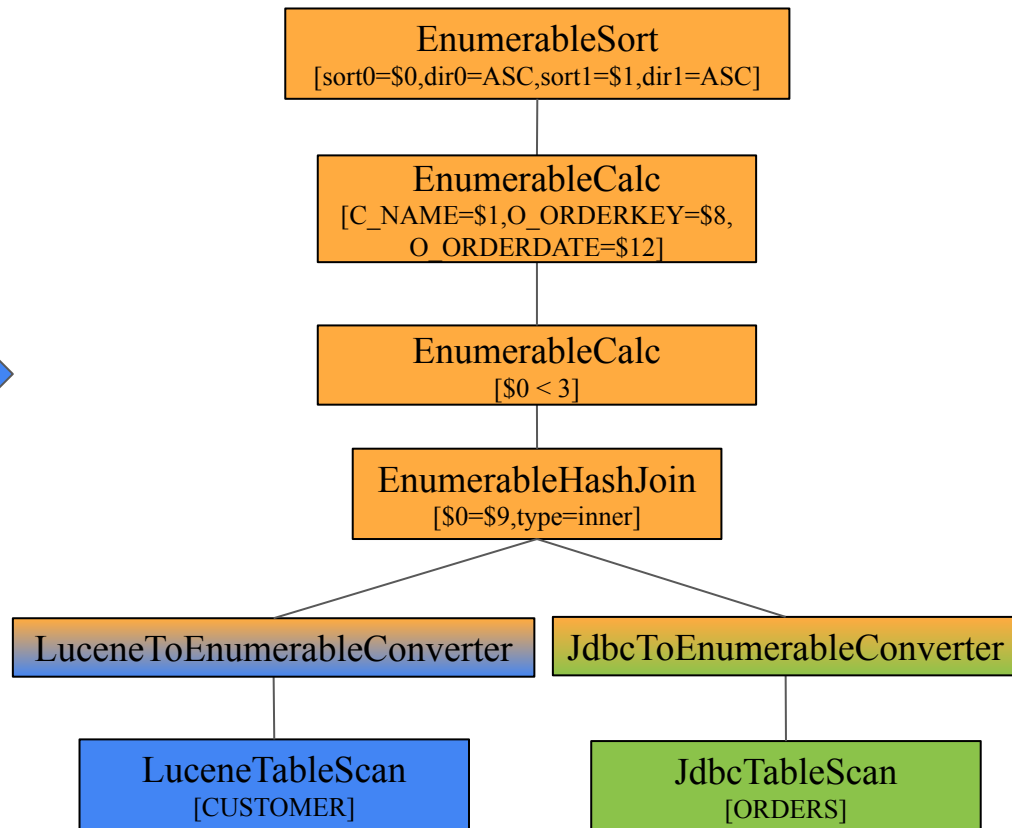 EnumerableSort
[sort0=$0,dir0=ASC,sort1=$1,dir1=ASC]
EnumerableCalc
[C_NAME=$1,O_ORDERKEY=$8,
O_ORDERDATE=$12]
EnumerableCalc
[$0 < 3]
EnumerableHashJoin
[$0=$9,type=inner]
LuceneToEnumerableConverter
JdbcToEnumerableConverter
LuceneTableScan
[CUSTOMER]
JdbcTableScan
[ORDERS]